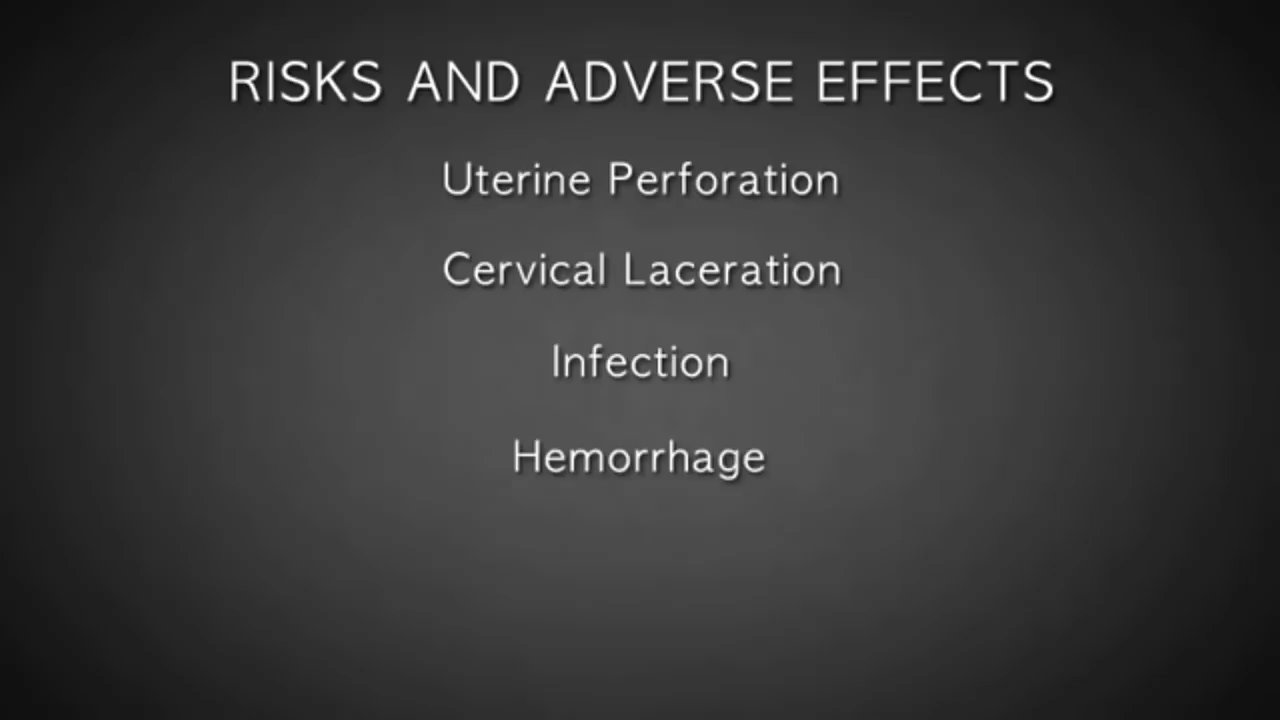 RISKS AND ADVERSE EFFECTS
Uterine Perforation
Cervical Laceration
Infection
Hemorrhage